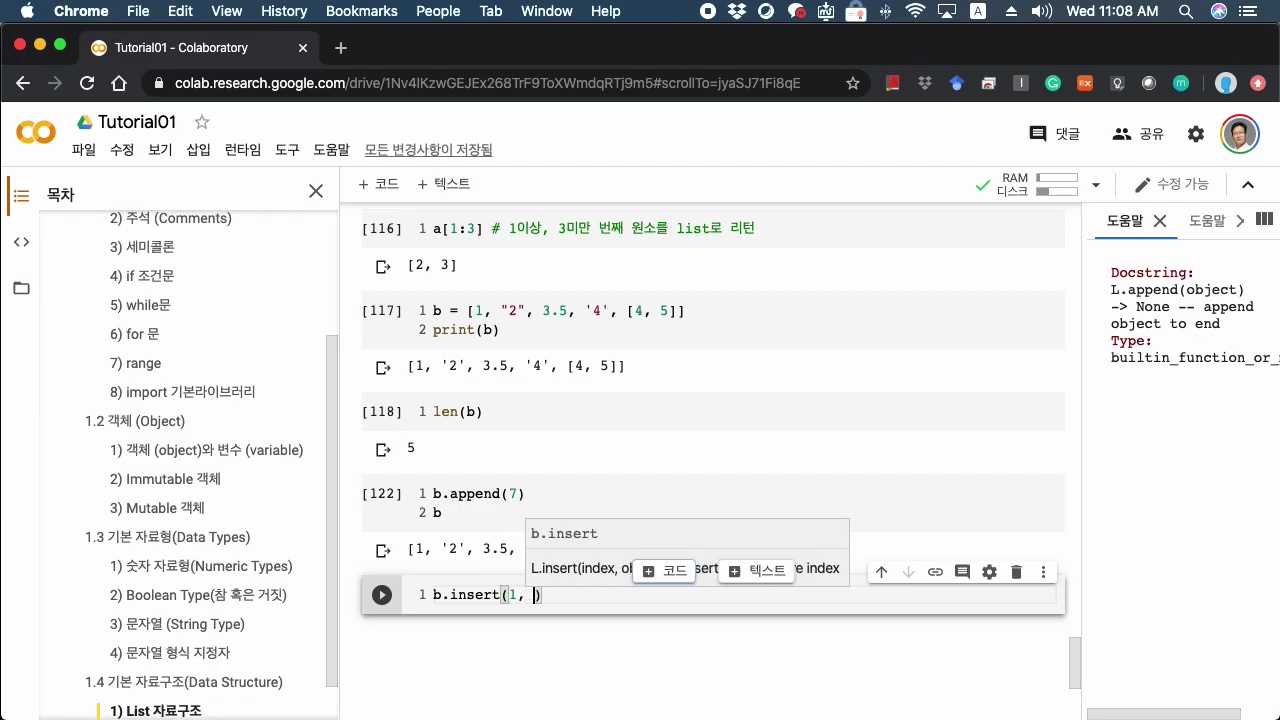 Chrome File Edit View History Bookmarks People Tab Window Help A Wed 11:08 AM
Tutorial01 - Colaboratory
colab.research.google.com/drive/1Nv4lKzwGEJEx268TrF9ToXWmdqRTj9m5#scrollTo=jyaSJ71Fi8qE
Tutorial01
댓글 공유
파일 수정 보기 삽입 런타임 도구 도움말 모든 변경사항이 저장됨
목차
+ 코드 + 텍스트
RAM
디스크
수정 가능
2) 주석 (Comments)
3) 세미콜론
4) if 조건문
5) while문
6) for 문
7) range
8) import 기본라이브러리
1.2 객체 (Object)
1) 객체 (object)와 변수 (variable)
2) Immutable 객체
3) Mutable 객체
1.3 기본 자료형(Data Types)
1) 숫자 자료형(Numeric Types)
2) Boolean Type(참 혹은 거짓)
3) 문자열 (String Type)
4) 문자열 형식 지정자
1.4 기본 자료구조(Data Structure)
1) List 자료구조
[116] 1 a[1:3] # 1이상, 3미만 번째 원소를 list로 리턴
[2, 3]
[117] 1 b = [1, "2", 3.5, '4', [4, 5]]
2 print(b)
[1, '2', 3.5, '4', [4, 5]]
[118] 1 len(b)
5
[122] 1 b.append(7)
2 b
[1, '2', 3.5,
b.insert
L.insert(index, index
코드 텍스트
1 b.insert(1, )
도움말 도움말
Docstring:
L.append(object)
-> None -- append
object to end
Type:
builtin_function_or_